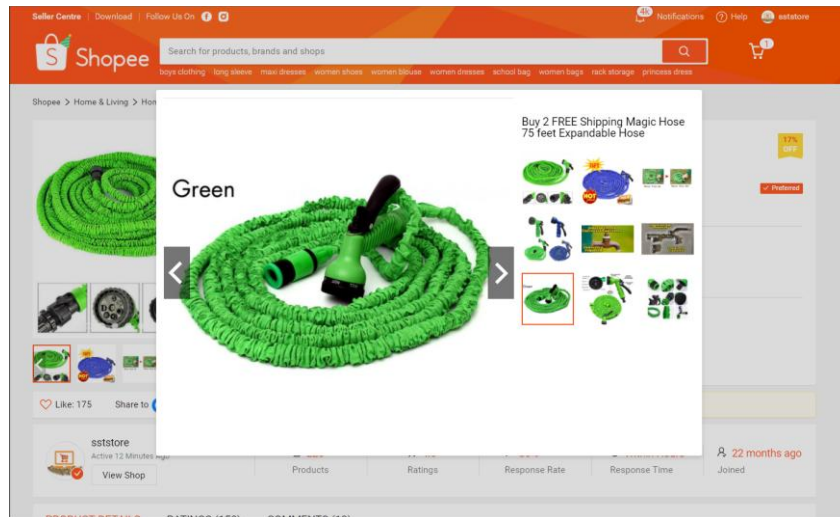 Seller Centre | Download | Follow Us On
4k Notifications Help sststore
Shopee
Search for products, brands and shops
1
boys clothing long sleeve maxi dresses women shoes women blouse women dresses school bag women bags rack storage princess dress
Shopee > Home & Living >
17% OFF
Preferred
Buy 2 FREE Shipping Magic Hose
75 feet Expandable Hose
Green
HOT
Like: 175 Share to
sststore
Active 12 Minutes ago
View Shop
Products
Ratings
Response Rate
Response Time
22 months ago
Joined